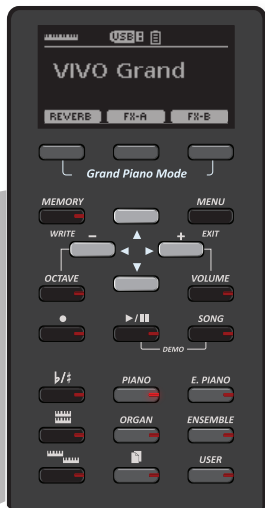 USB
VIVO Grand
REVERB FX-A FX-B
Grand Piano Mode
MEMORY MENU
WRITE − + EXIT
OCTAVE VOLUME
● ▶/❚❚ SONG
DEMO
♭/♯ PIANO E. PIANO
ORGAN ENSEMBLE
USER